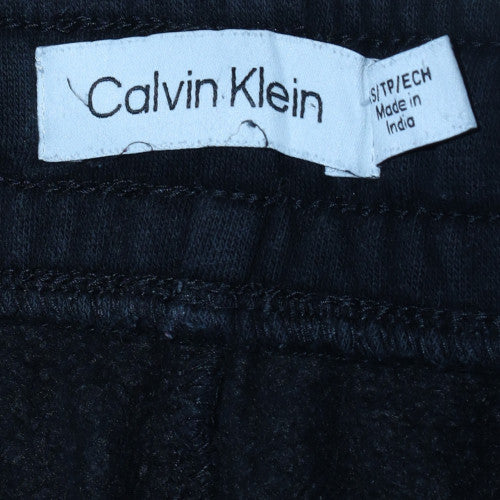 Calvin Klein
S/TP/ECH
Made in
India